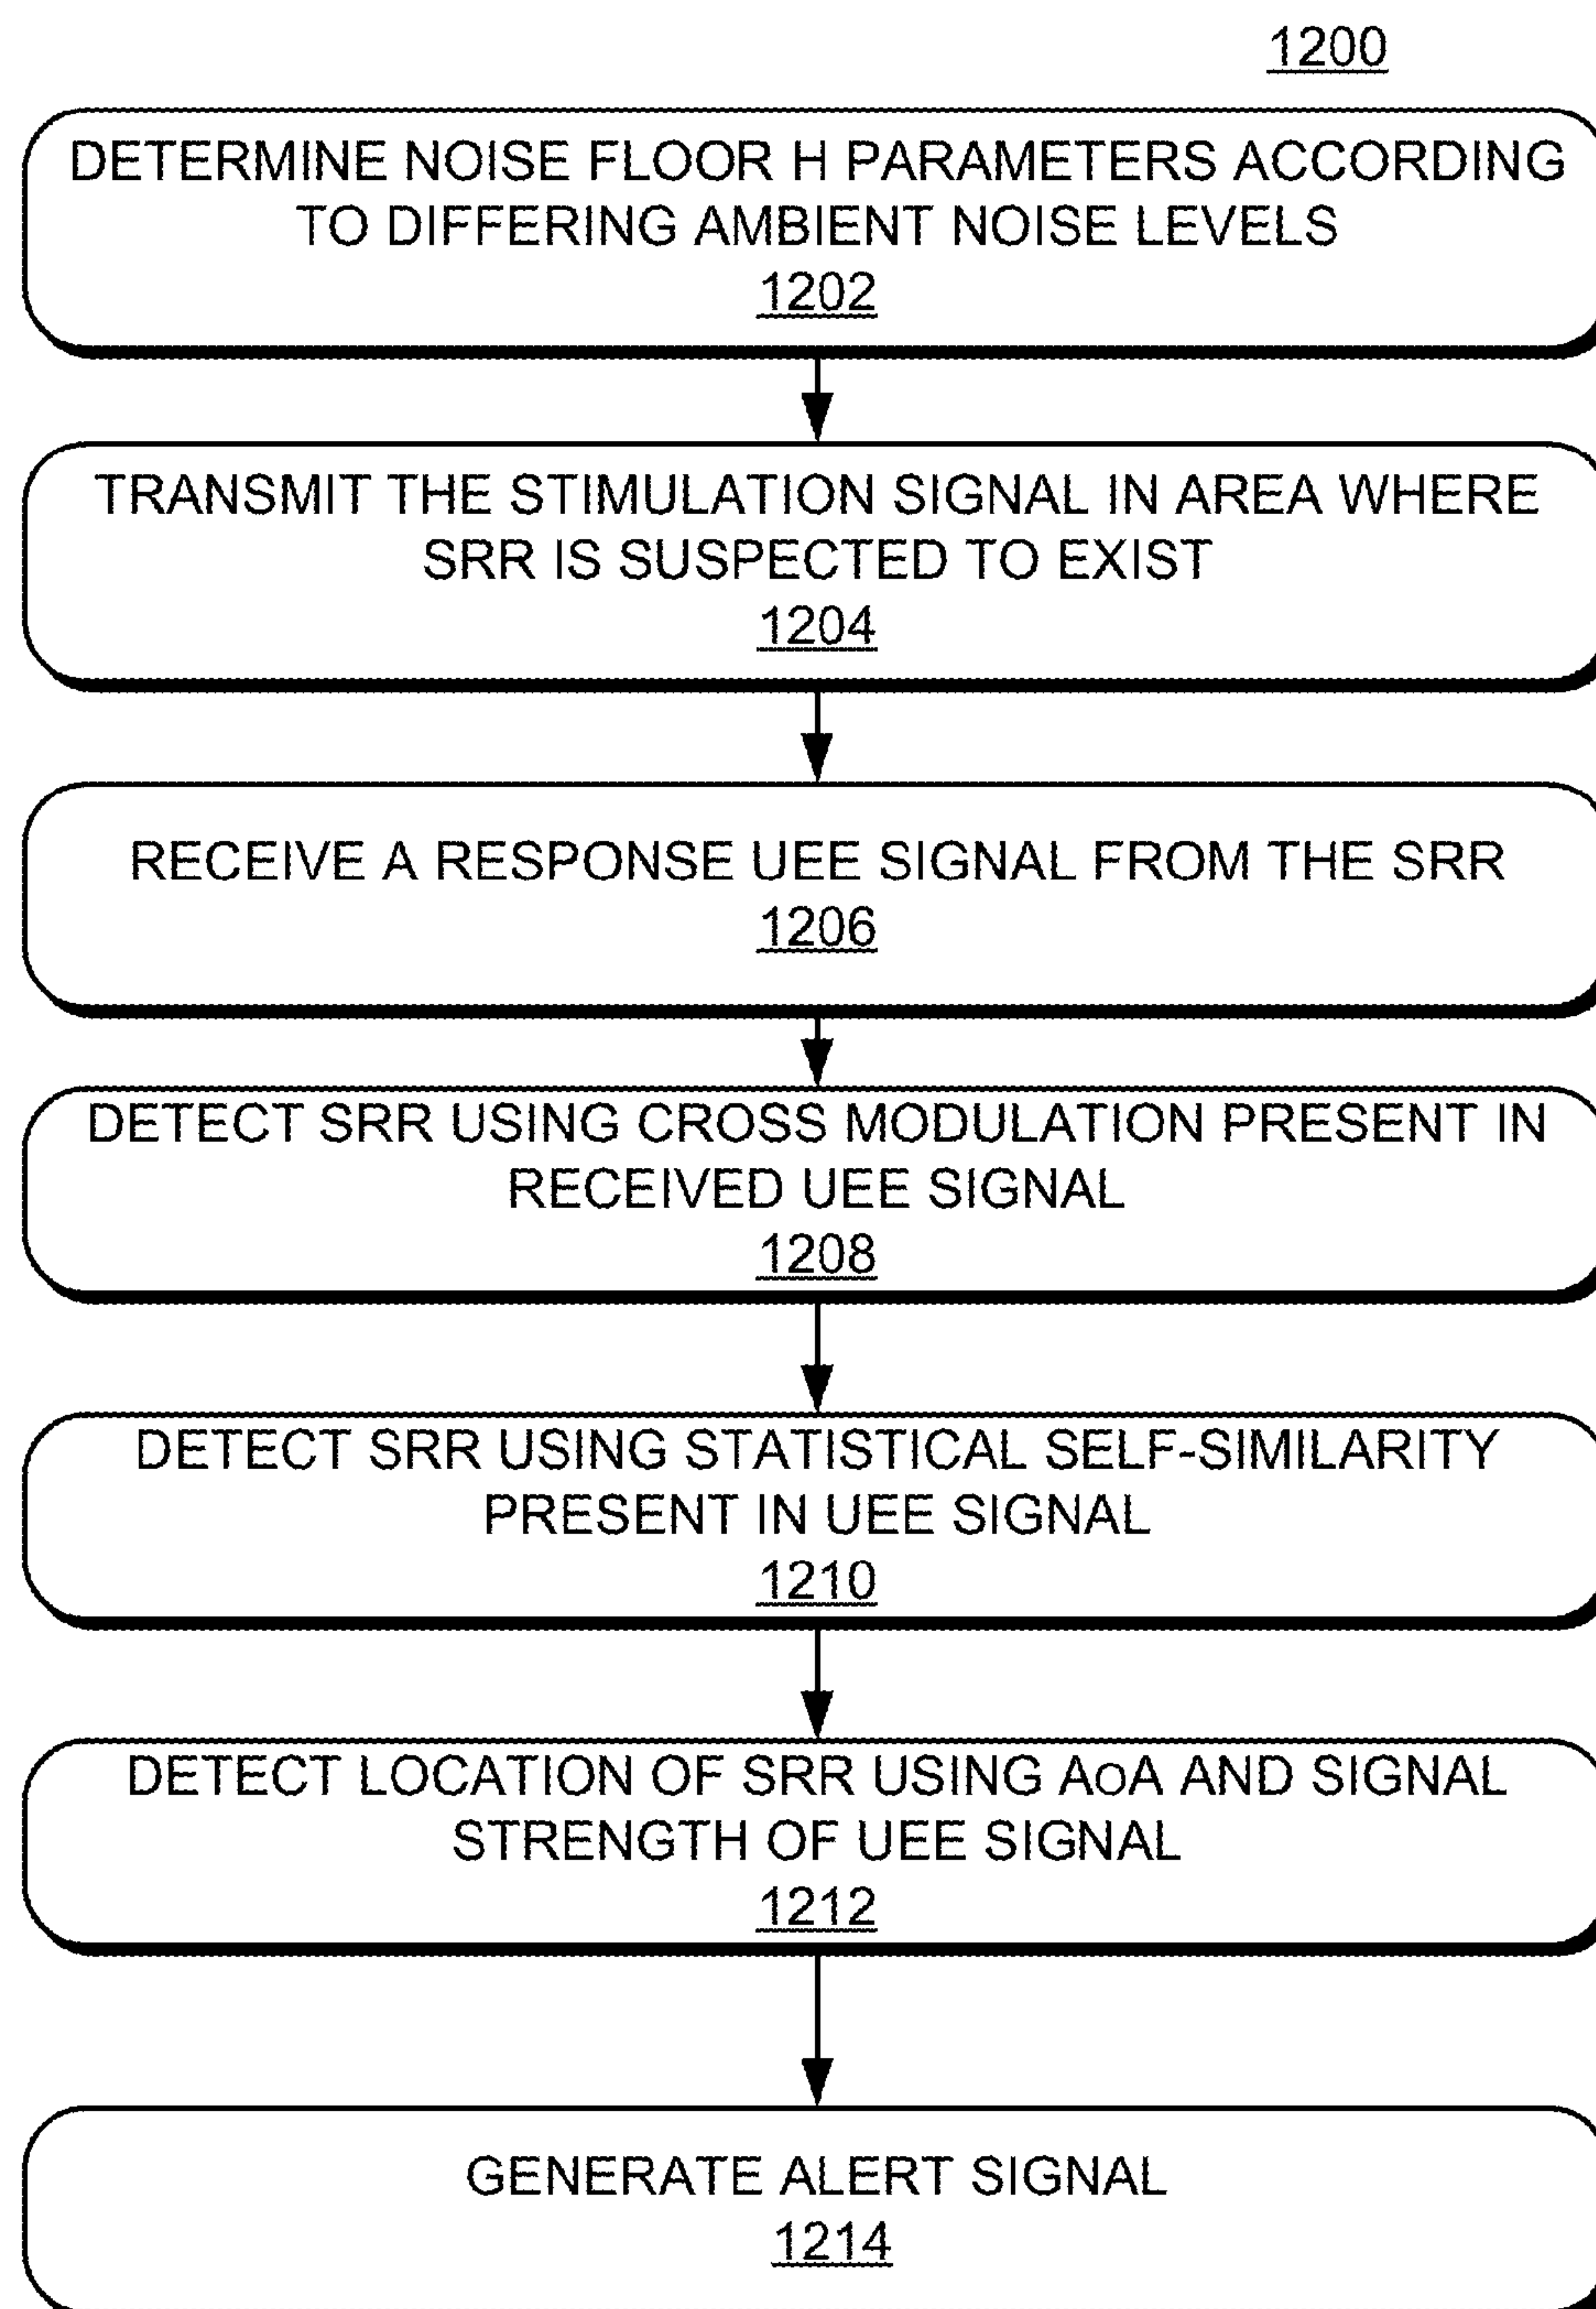 1200
DETERMINE NOISE FLOOR H PARAMETERS ACCORDING
TO DIFFERING AMBIENT NOISE LEVELS
1202
TRANSMIT THE STIMULATION SIGNAL IN AREA WHERE
SRR IS SUSPECTED TO EXIST
1204
RECEIVE A RESPONSE UEE SIGNAL FROM THE SRR
1206
DETECT SRR USING CROSS MODULATION PRESENT IN
RECEIVED UEE SIGNAL
1208
DETECT SRR USING STATISTICAL SELF-SIMILARITY
PRESENT IN UEE SIGNAL
1210
DETECT LOCATION OF SRR USING AoA AND SIGNAL
STRENGTH OF UEE SIGNAL
1212
GENERATE ALERT SIGNAL
1214